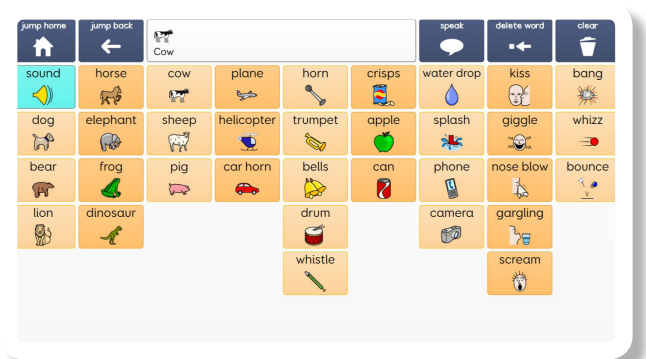 jump home jump back speak delete word clear
Cow
sound horse cow plane horn crisps water drop kiss bang
dog elephant sheep helicopter trumpet apple splash giggle whizz
bear frog pig car horn bells can phone nose blow bounce
lion dinosaur drum camera gargling
whistle scream